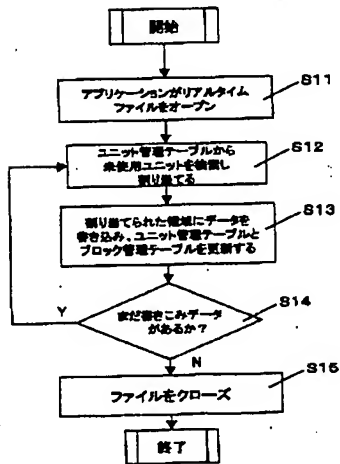 開始
S11
アプリケーションがリアルタイム
ファイルをオープン
S12
ユニット管理テーブルから
未使用ユニットを検索し
割り当てる
S13
割り当てられた領域にデータを
書き込み、ユニット管理テーブルと
ブロック管理テーブルを更新する
S14
まだ書きこみデータ
があるか?
Y
N
S15
ファイルをクローズ
終了